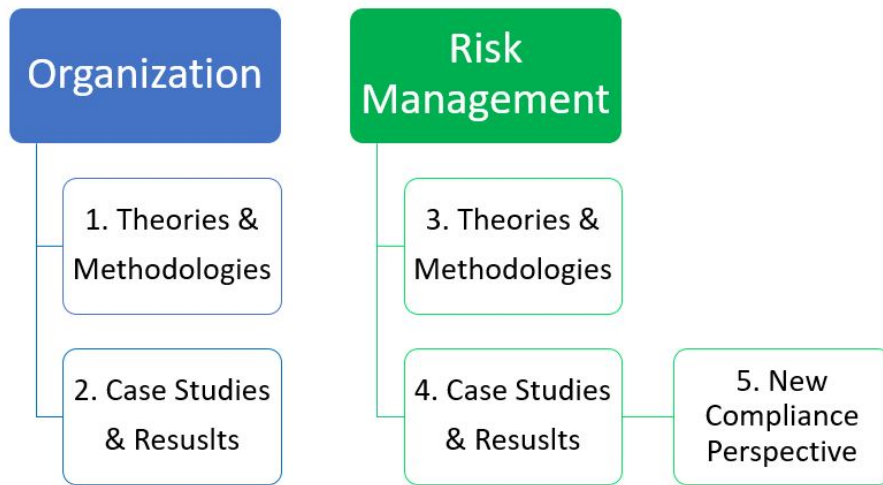 Organization
Risk
Management
1. Theories &
Methodologies
3. Theories &
Methodologies
2. Case Studies
& Resuslts
4. Case Studies
& Resuslts
5. New
Compliance
Perspective